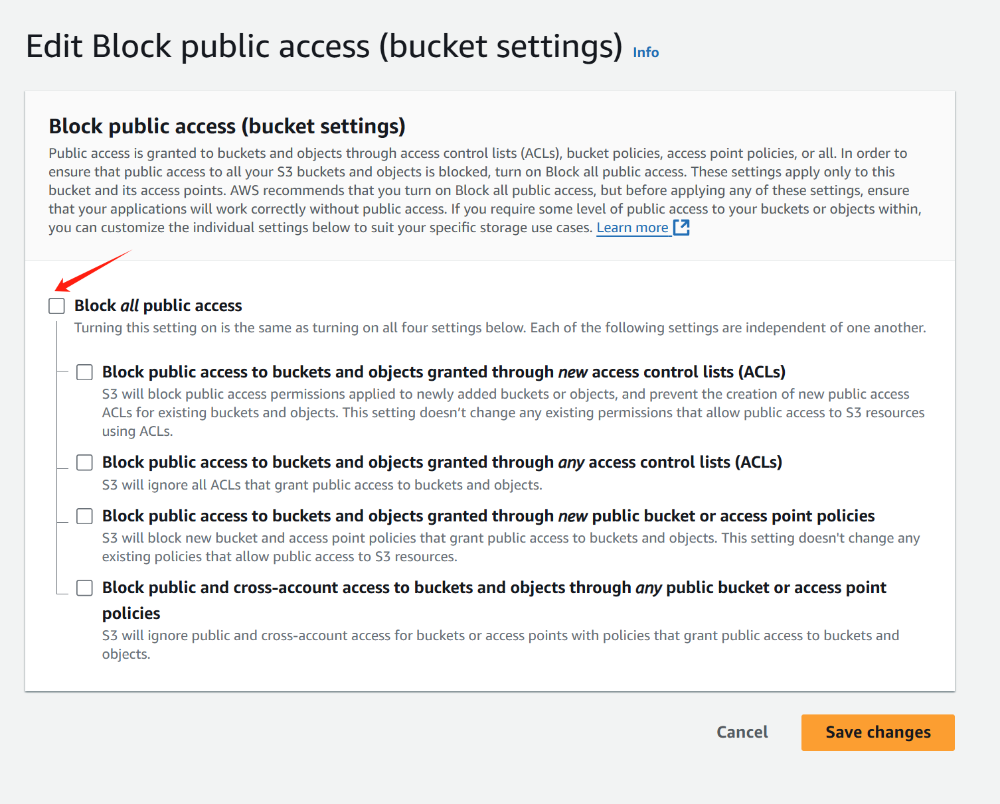 Edit Block public access (bucket settings) Info
Block public access (bucket settings)
Public access is granted to buckets and objects through access control lists (ACLs), bucket policies, access point policies, or all. In order to
ensure that public access to all your S3 buckets and objects is blocked, turn on Block all public access. These settings apply only to this
bucket and its access points. AWS recommends that you turn on Block all public access, but before applying any of these settings, ensure
that your applications will work correctly without public access. If you require some level of public access to your buckets or objects within,
you can customize the individual settings below to suit your specific storage use cases. Learn more
Block all public access
Turning this setting on is the same as turning on all four settings below. Each of the following settings are independent of one another.
Block public access to buckets and objects granted through new access control lists (ACLs)
S3 will block public access permissions applied to newly added buckets or objects, and prevent the creation of new public access
ACLs for existing buckets and objects. This setting doesn’t change any existing permissions that allow public access to S3 resources
using ACLs.
Block public access to buckets and objects granted through any access control lists (ACLs)
S3 will ignore all ACLs that grant public access to buckets and objects.
Block public access to buckets and objects granted through new public bucket or access point policies
S3 will block new bucket and access point policies that grant public access to buckets and objects. This setting doesn't change any
existing policies that allow public access to S3 resources.
Block public and cross-account access to buckets and objects through any public bucket or access point
policies
S3 will ignore public and cross-account access for buckets or access points with policies that grant public access to buckets and
objects.
Cancel
Save changes